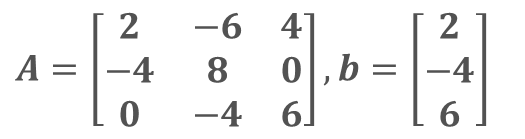 A = [2 −6 4; −4 8 0; 0 −4 6], b = [2; −4; 6]